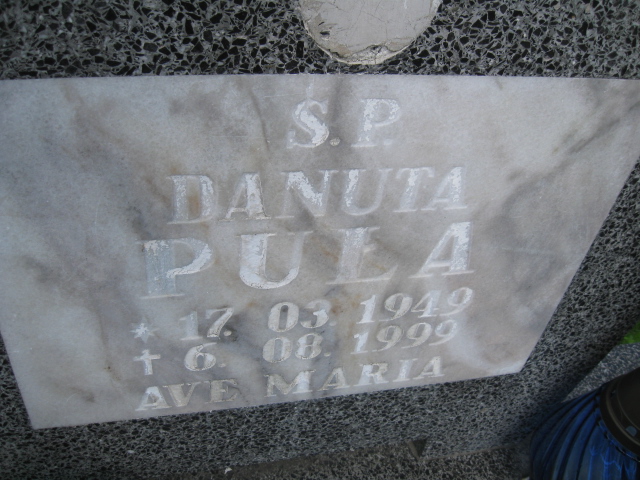 S.P.
DANUTA
PUŁA
* 17. 03. 1949
✝ 6. 08. 1999
AVE MARIA